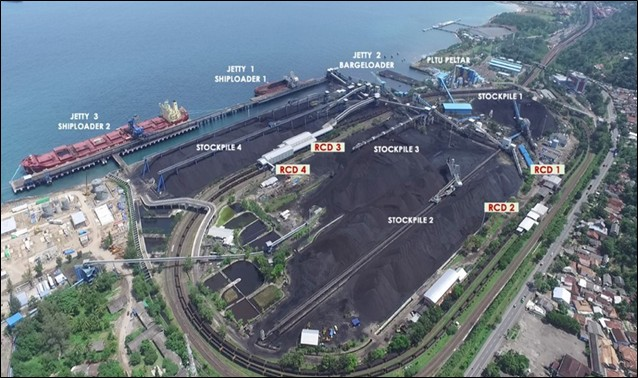 JETTY 1
SHIPLOADER 1
JETTY 2
BARGELOADER
PLTU PELTAR
STOCKPILE 1
JETTY 3
SHIPLOADER 2
STOCKPILE 4
RCD 3
STOCKPILE 3
RCD 4
RCD 1
RCD 2
STOCKPILE 2